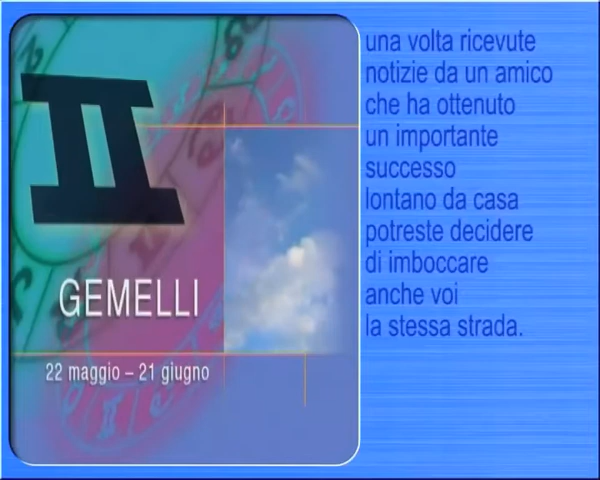 GEMELLI
22 maggio – 21 giugno
una volta ricevute
notizie da un amico
che ha ottenuto
un importante
successo
lontano da casa
potreste decidere
di imboccare
anche voi
la stessa strada.